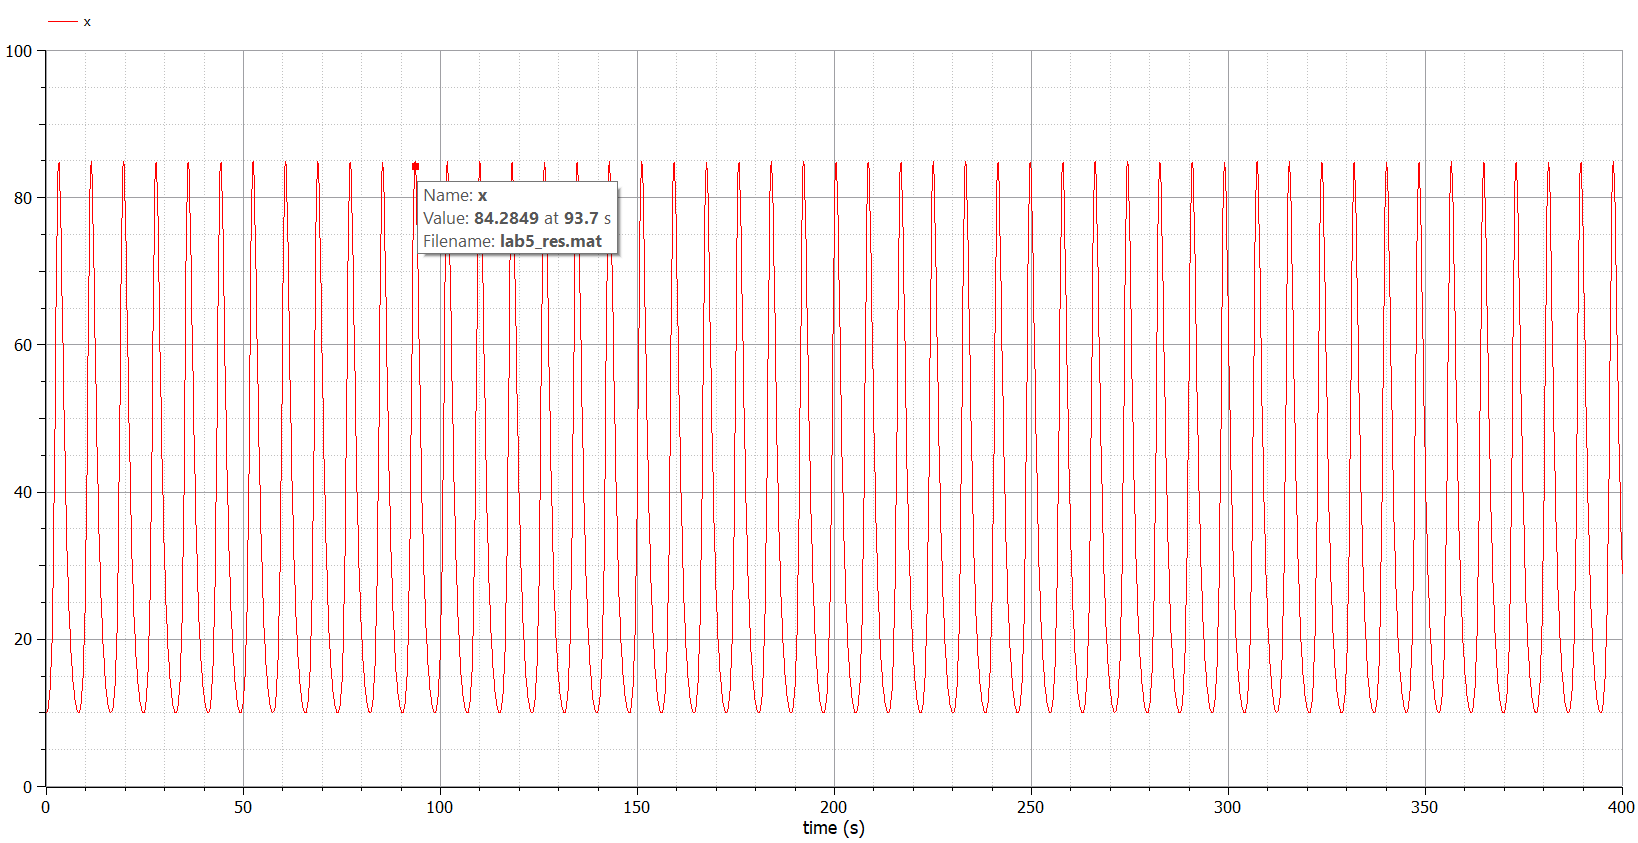 x
100
80
60
40
20
0
Name: x
Value: 84.2849 at 93.7 s
Filename: lab5_res.mat
0 50 100 150 200 250 300 350 400
time (s)